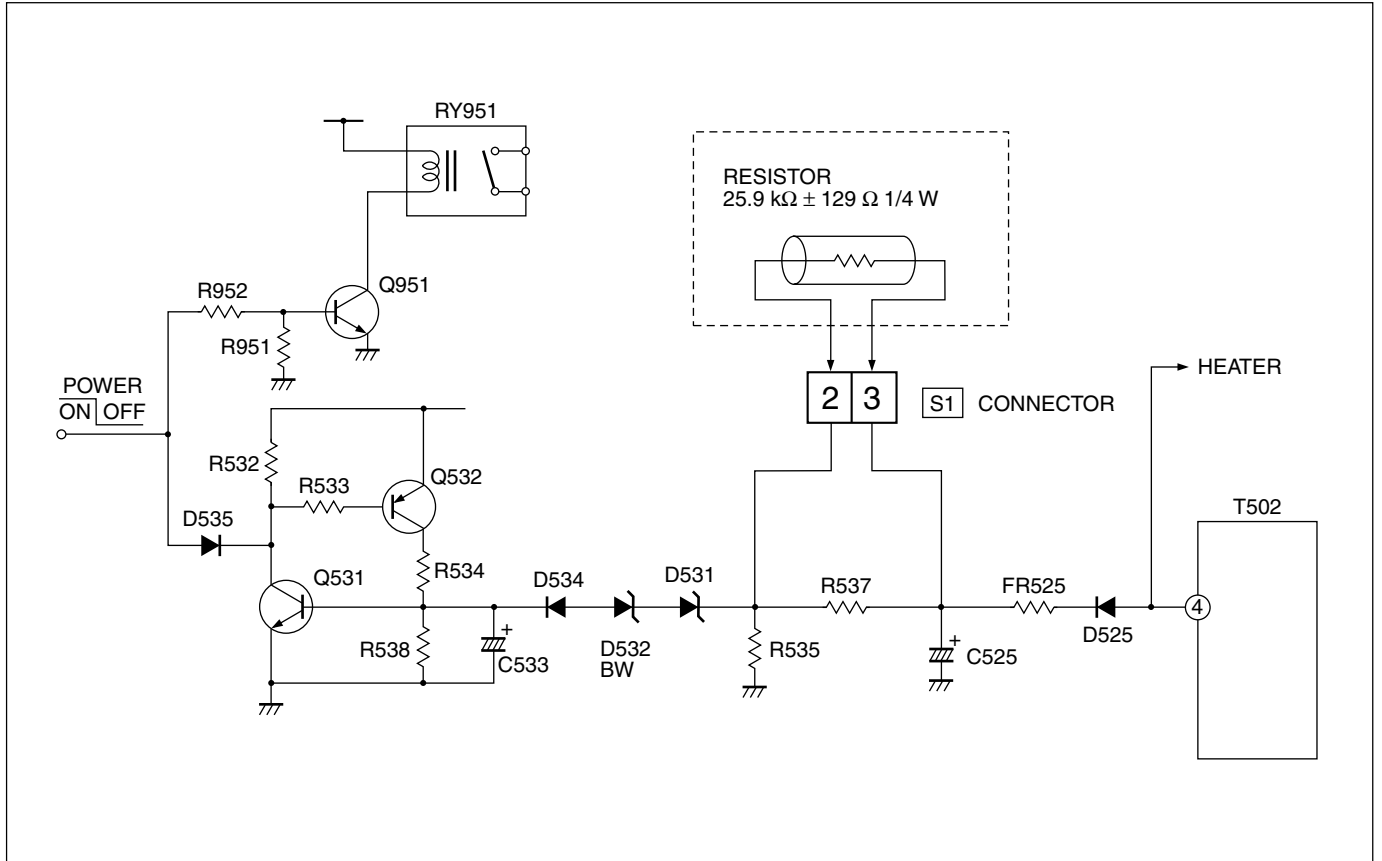 RY951
RESISTOR
25.9 kΩ ± 129 Ω 1/4 W
Q951
R952
R951
POWER
ON OFF
HEATER
2 3
S1 CONNECTOR
R532
R533
Q532
D535
T502
Q531
R534
D534
D531
R537
FR525
4
D525
R538
+
C533
D532
BW
R535
+
C525